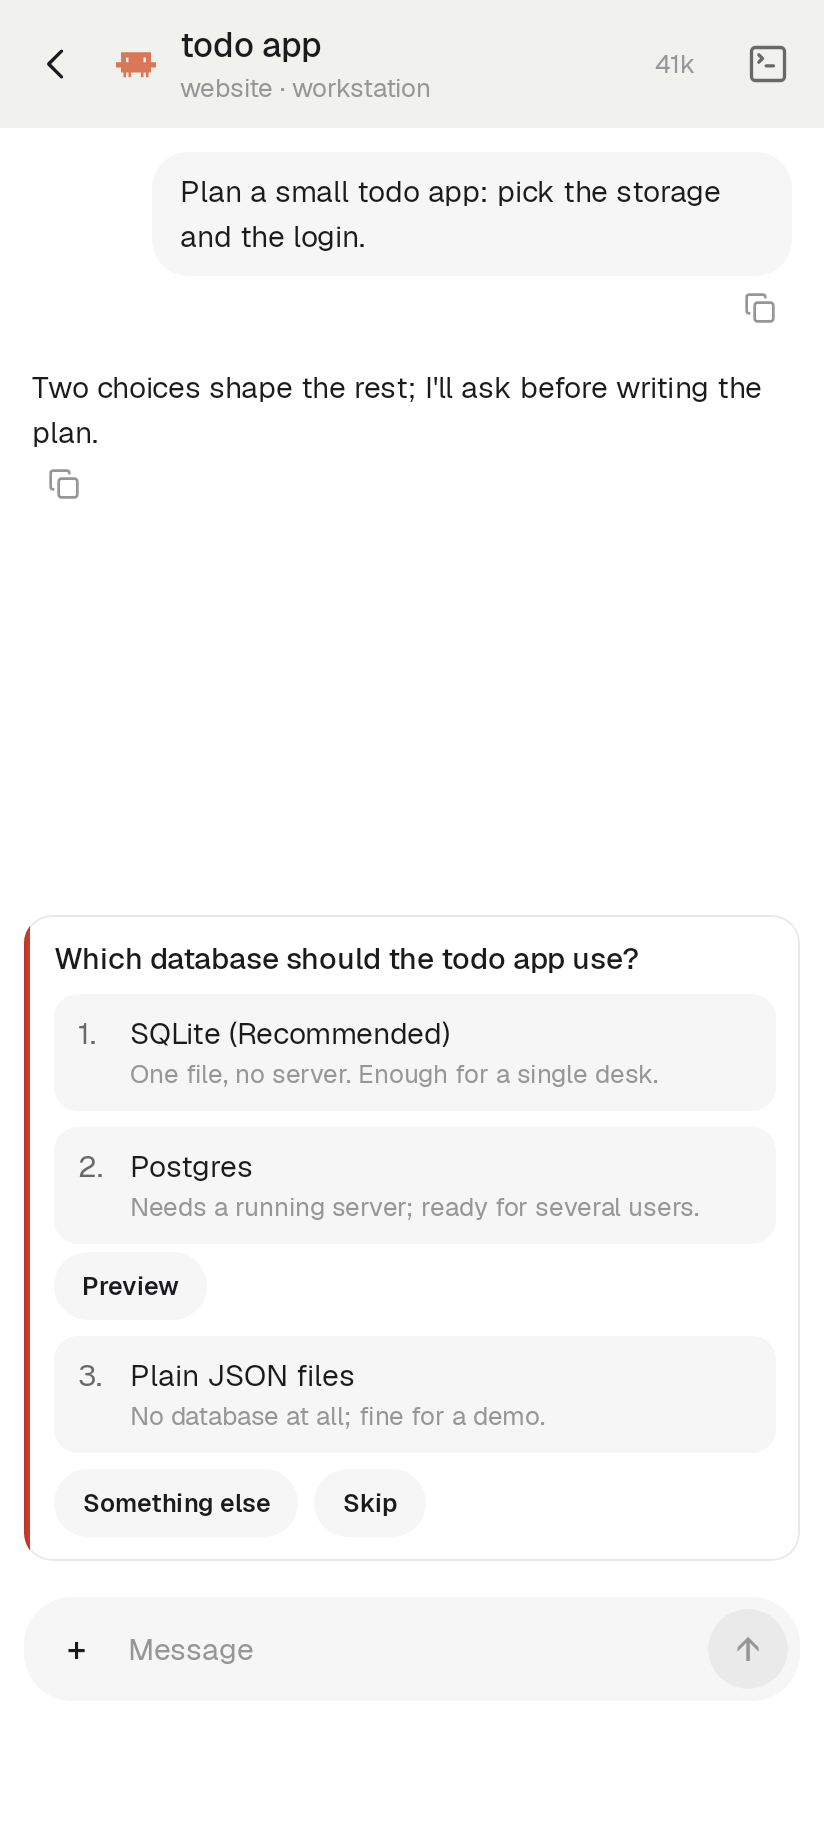 todo app
website · workstation
41k
Plan a small todo app: pick the storage
and the login.
Two choices shape the rest; I'll ask before writing the
plan.
Which database should the todo app use?
1. SQLite (Recommended)
One file, no server. Enough for a single desk.
2. Postgres
Needs a running server; ready for several users.
Preview
3. Plain JSON files
No database at all; fine for a demo.
Something else
Skip
+ Message